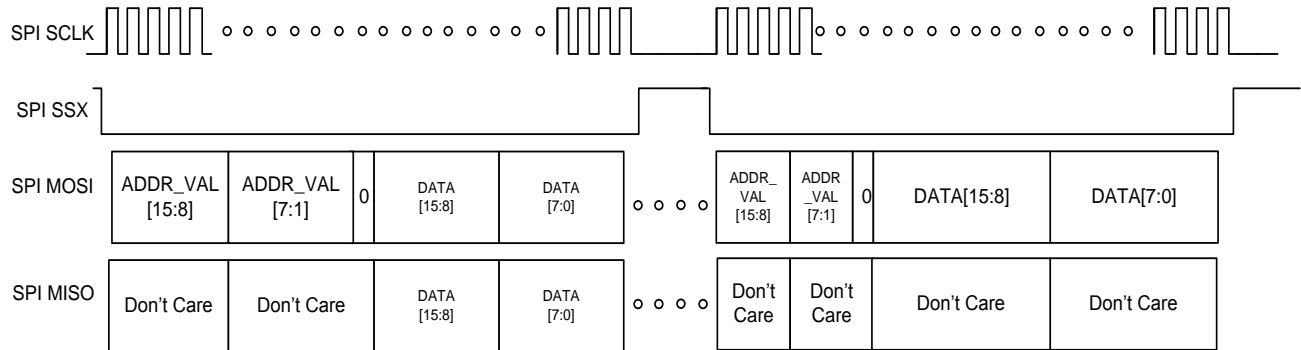 SPI SCLK
SPI SSX
SPI MOSI
ADDR_VAL
[15:8]
ADDR_VAL
[7:1]
0
DATA
[15:8]
DATA
[7:0]
ADDR_
VAL
[15:8]
ADDR
_VAL
[7:1]
0
DATA[15:8]
DATA[7:0]
SPI MISO
Don't Care
Don't Care
DATA
[15:8]
DATA
[7:0]
Don't
Care
Don't
Care
Don't Care
Don't Care